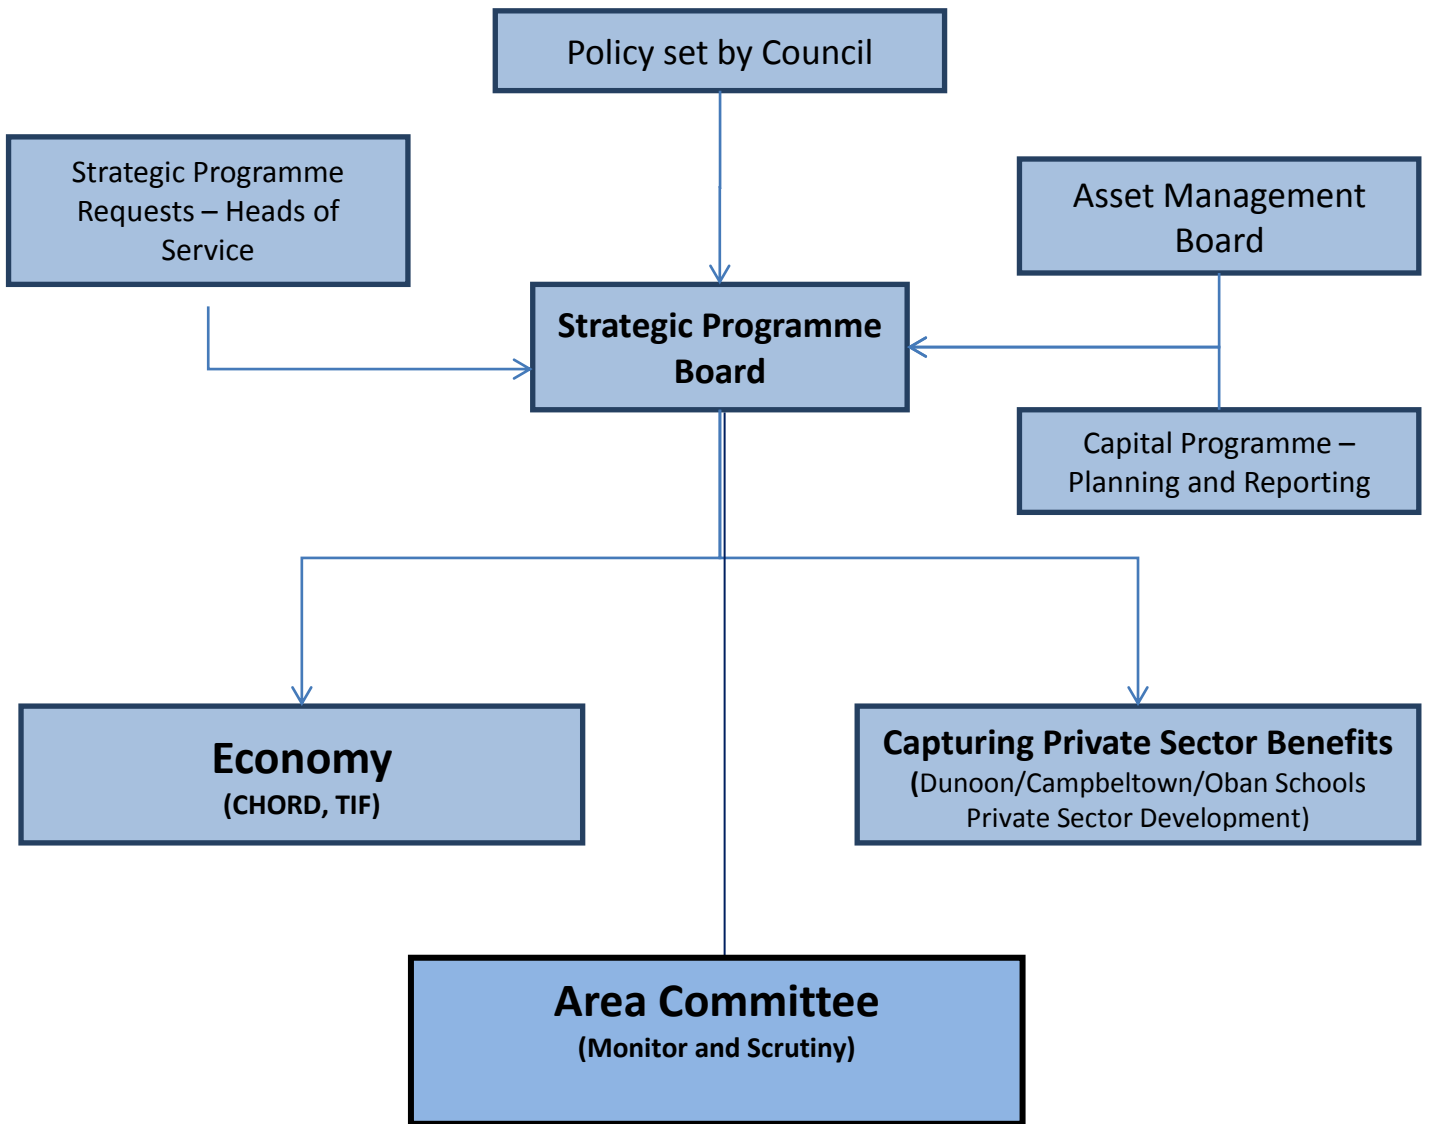 Policy set by Council
Strategic Programme
Requests – Heads of
Service
Asset Management
Board
Strategic Programme
Board
Capital Programme –
Planning and Reporting
Economy
(CHORD, TIF)
Capturing Private Sector Benefits
(Dunoon/Campbeltown/Oban Schools
Private Sector Development)
Area Committee
(Monitor and Scrutiny)